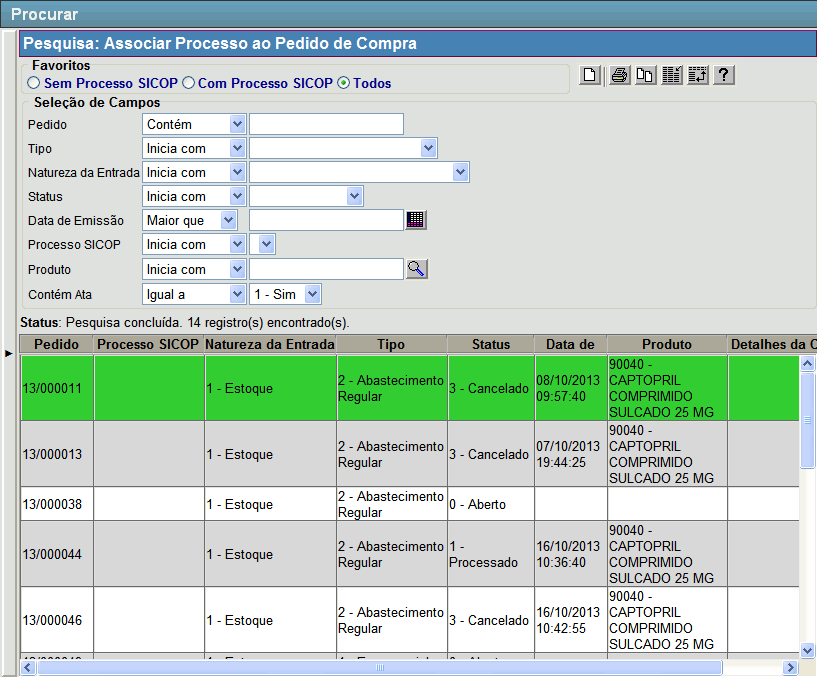 Procurar
Pesquisa: Associar Processo ao Pedido de Compra
Favoritos
Sem Processo SICOP Com Processo SICOP Todos
Seleção de Campos
Pedido Contém
Tipo Inicia com
Natureza da Entrada Inicia com
Status Inicia com
Data de Emissão Maior que
Processo SICOP Inicia com
Produto Inicia com
Contém Ata Igual a 1 - Sim
Status: Pesquisa concluída. 14 registro(s) encontrado(s).
Pedido Processo SICOP Natureza da Entrada Tipo Status Data de Produto Detalhes da
13/000011 1 - Estoque 2 - Abastecimento Regular 3 - Cancelado 08/10/2013 09:57:40 90040 - CAPTOPRIL COMPRIMIDO SULCADO 25 MG
13/000013 1 - Estoque 2 - Abastecimento Regular 3 - Cancelado 07/10/2013 19:44:25 90040 - CAPTOPRIL COMPRIMIDO SULCADO 25 MG
13/000038 1 - Estoque 2 - Abastecimento Regular 0 - Aberto
13/000044 1 - Estoque 2 - Abastecimento Regular 1 - Processado 16/10/2013 10:36:40 90040 - CAPTOPRIL COMPRIMIDO SULCADO 25 MG
13/000046 1 - Estoque 2 - Abastecimento Regular 3 - Cancelado 16/10/2013 10:42:55 90040 - CAPTOPRIL COMPRIMIDO SULCADO 25 MG